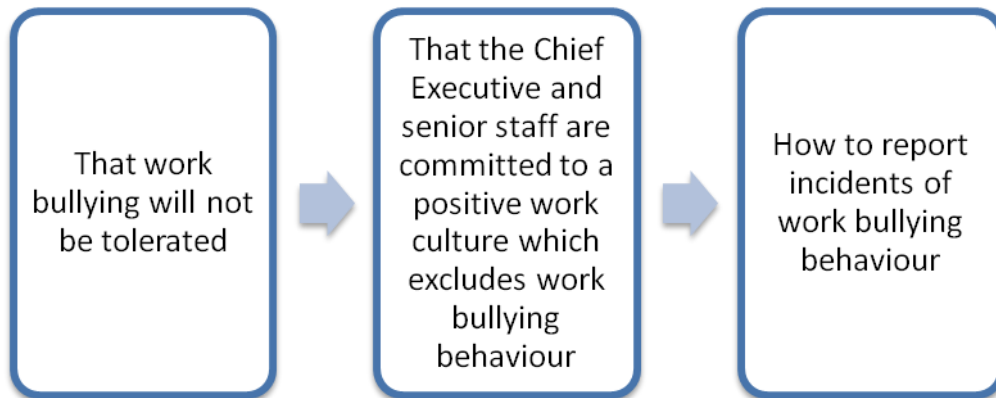 That work
bullying will not
be tolerated
That the Chief
Executive and
senior staff are
committed to a
positive work
culture which
excludes work
bullying
behaviour
How to report
incidents of
work bullying
behaviour